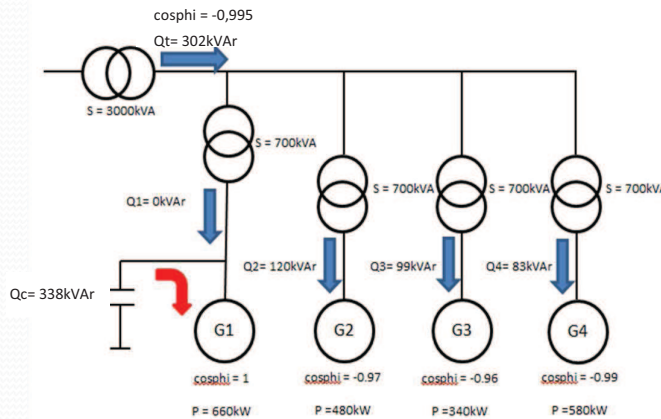 cosphi = -0,995
Qt= 302kVAr
S = 3000kVA
S = 700kVA
S = 700kVA
S = 700kVA
S = 700kVA
Q1= 0kVAr
Q2= 120kVAr
Q3= 99kVAr
Q4= 83kVAr
Qc= 338kVAr
G1
G2
G3
G4
cosphi = 1
cosphi = -0.97
cosphi = -0.96
cosphi = -0.99
P = 660kW
P =480kW
P =340kW
P =580kW